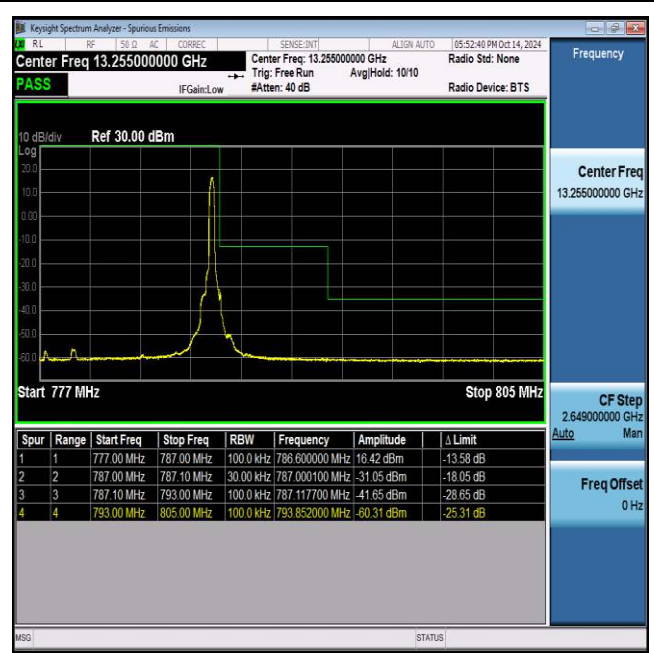 Keysight Spectrum Analyzer - Spurious Emissions
RL RF 50 Ω AC CORREC SENSE:INT ALIGN AUTO 05:52:40 PM Oct 14, 2024
Center Freq 13.255000000 GHz
PASS
IFGain:Low
Center Freq: 13.255000000 GHz
Trig: Free Run Avg|Hold: 10/10
#Atten: 40 dB
Radio Std: None
Radio Device: BTS
10 dB/div Ref 30.00 dBm
Log
20.0
10.0
0.00
-10.0
-20.0
-30.0
-40.0
-50.0
-60.0
Start 777 MHz Stop 805 MHz
Spur Range Start Freq Stop Freq RBW Frequency Amplitude Δ Limit
1 1 777.00 MHz 787.00 MHz 100.0 kHz 786.600000 MHz 16.42 dBm -13.58 dB
2 2 787.00 MHz 787.10 MHz 30.00 kHz 787.000100 MHz -31.05 dBm -18.05 dB
3 3 787.10 MHz 793.00 MHz 100.0 kHz 787.117700 MHz -41.65 dBm -28.65 dB
4 4 793.00 MHz 805.00 MHz 100.0 kHz 793.852000 MHz -60.31 dBm -25.31 dB
MSG STATUS
Frequency
Center Freq
13.255000000 GHz
CF Step
2.649000000 GHz
Auto Man
Freq Offset
0 Hz